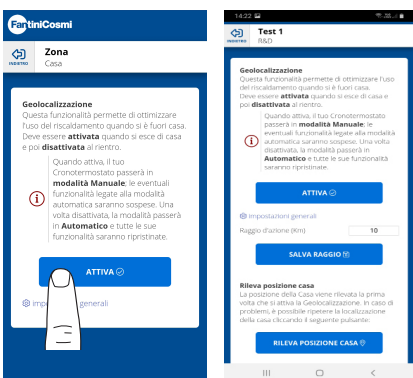 FantiniCosmi
INDIETRO
Zona
Casa
Geolocalizzazione
Questa funzionalità permette di ottimizzare
l'uso del riscaldamento quando si è fuori casa.
Deve essere attivata quando si esce di casa
e poi disattivata al rientro.
Quando attiva, il tuo
Cronotermostato passerà in
modalità Manuale; le eventuali
funzionalità legate alla modalità
automatica saranno sospese. Una
volta disattivata, la modalità passerà
in Automatico e tutte le sue
funzionalità saranno ripristinate.
ATTIVA
generali
14:22
INDIETRO
Test 1
R&D
Geolocalizzazione
Questa funzionalità permette di ottimizzare l'uso
del riscaldamento quando si è fuori casa.
Deve essere attivata quando si esce di casa e
poi disattivata al rientro.
Quando attiva, il tuo Cronotermostato
passerà in modalità Manuale; le
eventuali funzionalità legate alla modalità
automatica saranno sospese. Una volta
disattivata, la modalità passerà in
Automatico e tutte le sue funzionalità
saranno ripristinate.
ATTIVA
Impostazioni generali
Raggio d'azione (Km) 10
SALVA RAGGIO
Rileva posizione casa
La posizione della Casa viene rilevata la prima
volta che si attiva la Geolocalizzazione. In caso di
problemi, è possibile ripetere la localizzazione
della casa cliccando il seguente pulsante:
RILEVA POSIZIONE CASA